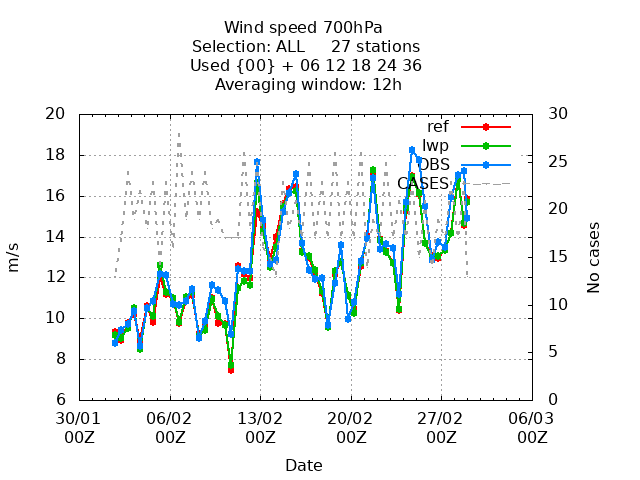 Wind speed 700hPa
Selection: ALL 27 stations
Used {00} + 06 12 18 24 36
Averaging window: 12h
20 30
ref
18 25
lwp
OBS
CASES
16 20
14
m/s No cases
15
12
10
10
8 5
6 0
30/01 06/02 13/02 20/02 27/02 06/03
00Z 00Z 00Z 00Z 00Z 00Z
Date